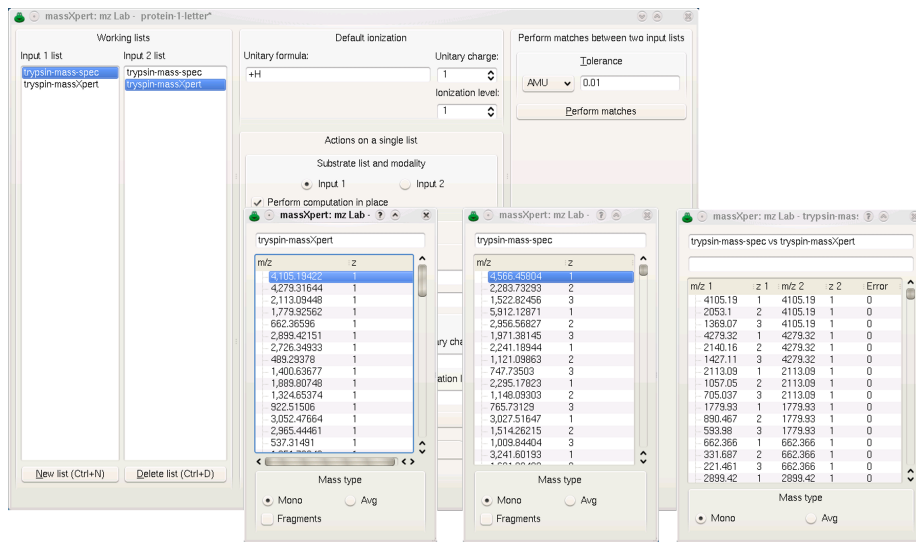 massXpert: mz Lab - protein-1-letter*
Working lists
Input 1 list
Input 2 list
trypsin-mass-spec
tryspin-massXpert
trypsin-mass-spec
tryspin-massXpert
New list (Ctrl+N)
Delete list (Ctrl+D)
Default ionization
Unitary formula:
Unitary charge:
+H
1
Ionization level:
1
Actions on a single list
Substrate list and modality
Input 1
Input 2
Perform computation in place
Perform matches between two input lists
Tolerance
AMU
0.01
Perform matches
massXpert: mz Lab -
tryspin-massXpert
m/z z
4,105.19422 1
4,279.31644 1
2,113.09448 1
1,779.92562 1
662.36596 1
2,899.42151 1
2,726.34933 1
489.29378 1
1,400.63677 1
1,889.80748 1
1,324.65374 1
922.51506 1
3,052.47664 1
2,965.44461 1
537.31491 1
Mass type
Mono
Avg
Fragments
massXpert: mz Lab -
trypsin-mass-spec
m/z z
4,566.45804 1
2,283.73293 2
1,522.82456 3
5,912.12871 1
2,956.56827 2
1,971.38145 3
2,241.18944 1
1,121.09863 2
747.73503 3
2,295.17823 1
1,148.09303 2
765.73129 3
3,027.51647 1
1,514.26215 2
1,009.84404 3
3,241.60193 1
Mass type
Mono
Avg
Fragments
massXper: mz Lab - trypsin-mas
trypsin-mass-spec vs tryspin-massXpert
m/z 1 z 1 m/z 2 z 2 Error
4105.19 1 4105.19 1 0
2053.1 2 4105.19 1 0
1369.07 3 4105.19 1 0
4279.32 1 4279.32 1 0
2140.16 2 4279.32 1 0
1427.11 3 4279.32 1 0
2113.09 1 2113.09 1 0
1057.05 2 2113.09 1 0
705.037 3 2113.09 1 0
1779.93 1 1779.93 1 0
890.467 2 1779.93 1 0
593.98 3 1779.93 1 0
662.366 1 662.366 1 0
331.687 2 662.366 1 0
221.461 3 662.366 1 0
2899.42 1 2899.42 1 0
Mass type
Mono
Avg